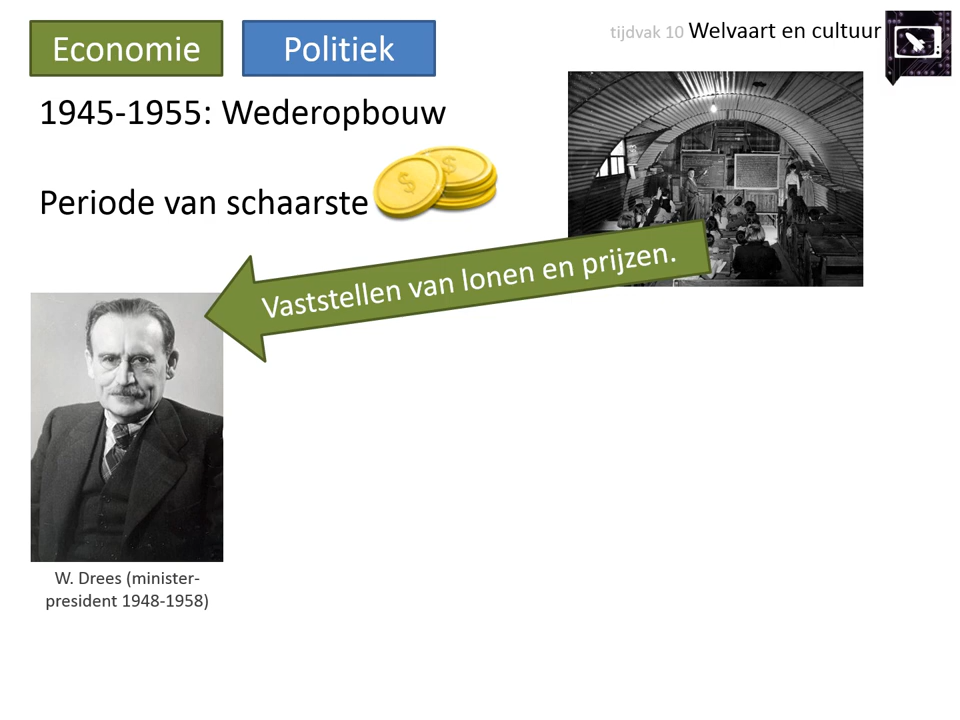 Economie
Politiek
tijdvak 10 Welvaart en cultuur
1945-1955: Wederopbouw
Periode van schaarste
Vaststellen van lonen en prijzen.
W. Drees (minister-
president 1948-1958)